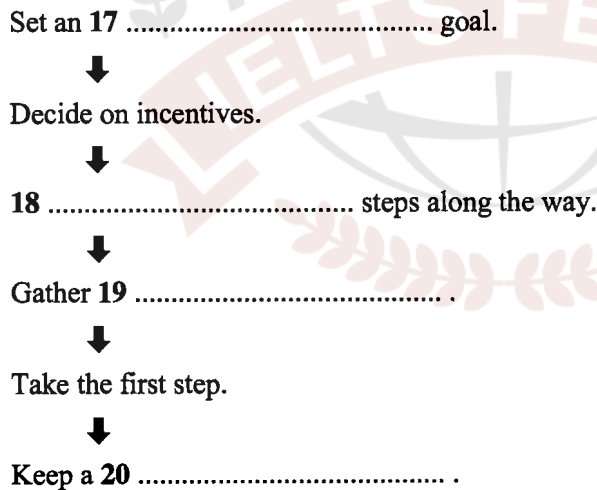 Set an 17 .......................................... goal.
Decide on incentives.
18 .......................................... steps along the way.
Gather 19 .......................................... .
Take the first step.
Keep a 20 .......................................... .